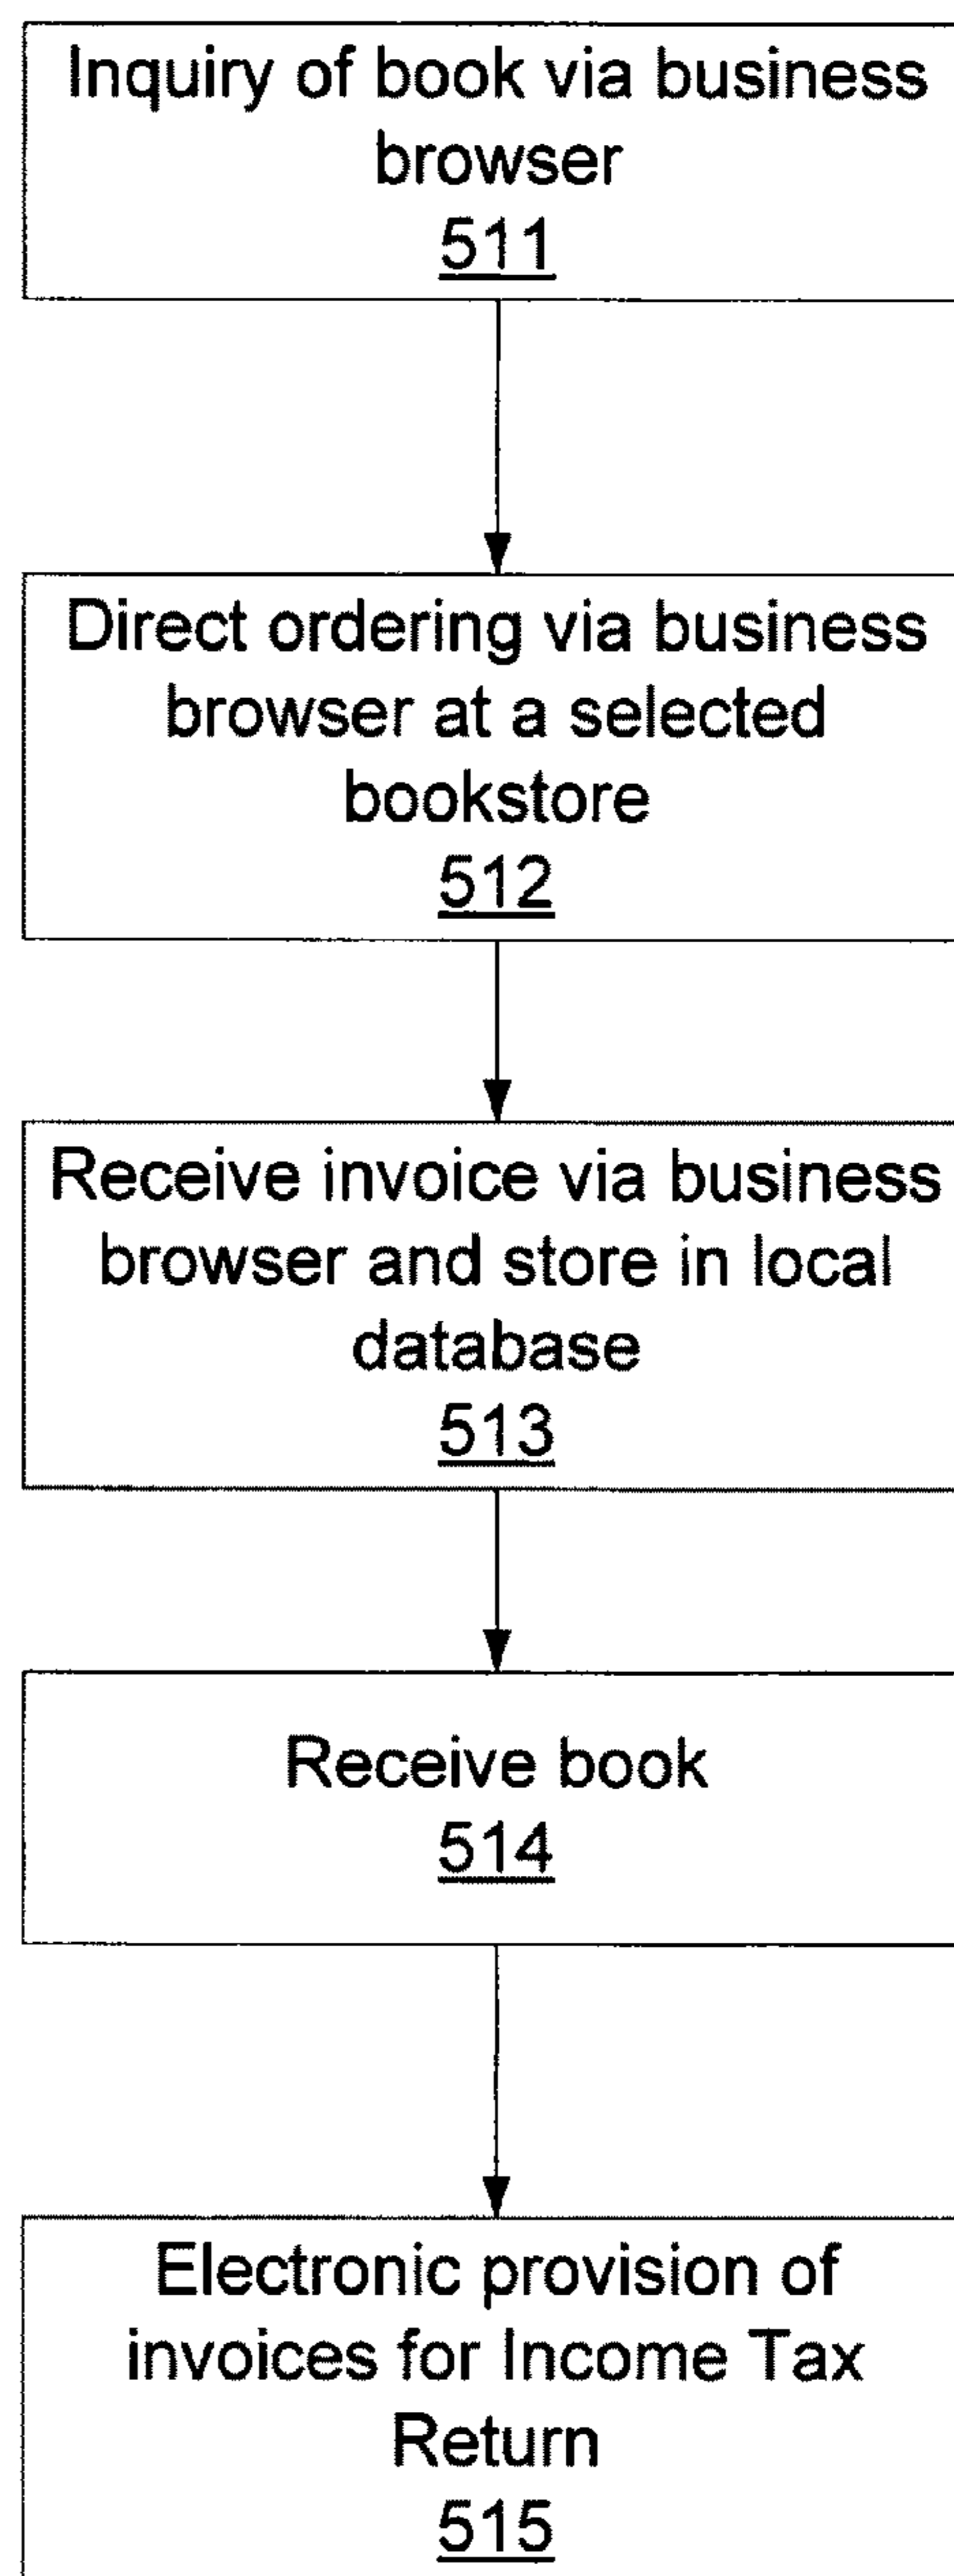 Inquiry of book via business
browser
511
Direct ordering via business
browser at a selected
bookstore
512
Receive invoice via business
browser and store in local
database
513
Receive book
514
Electronic provision of
invoices for Income Tax
Return
515